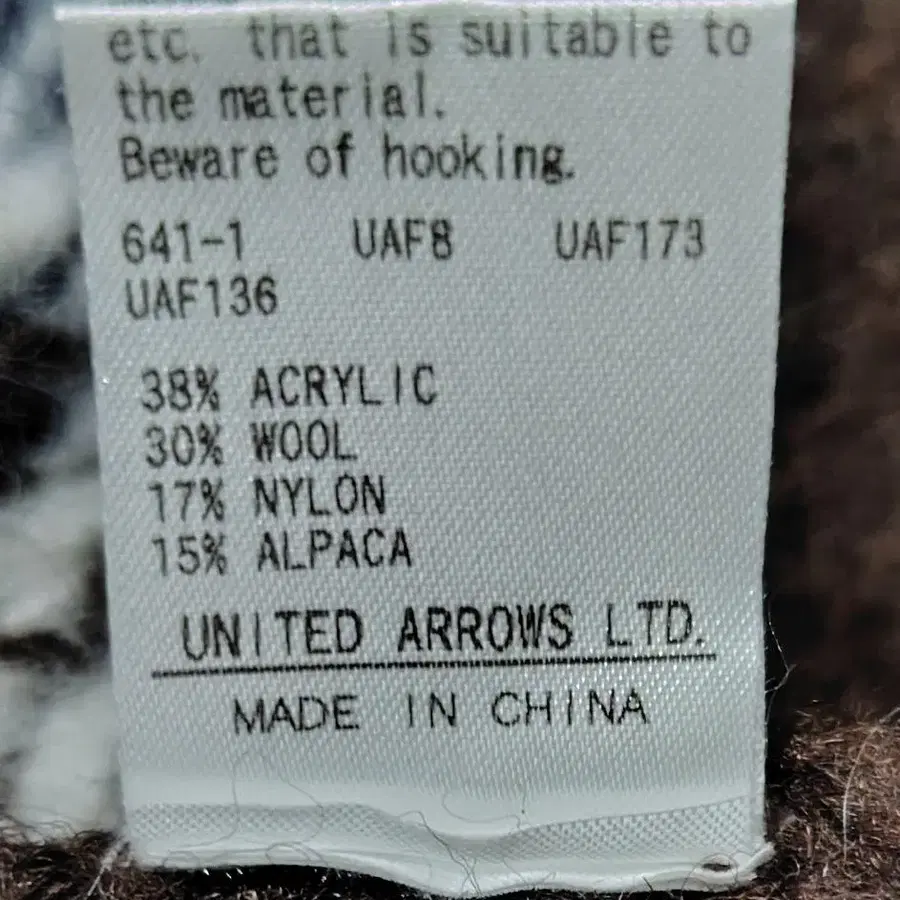 etc. that is suitable to
the material.
Beware of hooking.
641-1 UAF8 UAF173
UAF136
38% ACRYLIC
30% WOOL
17% NYLON
15% ALPACA
UNITED ARROWS LTD.
MADE IN CHINA